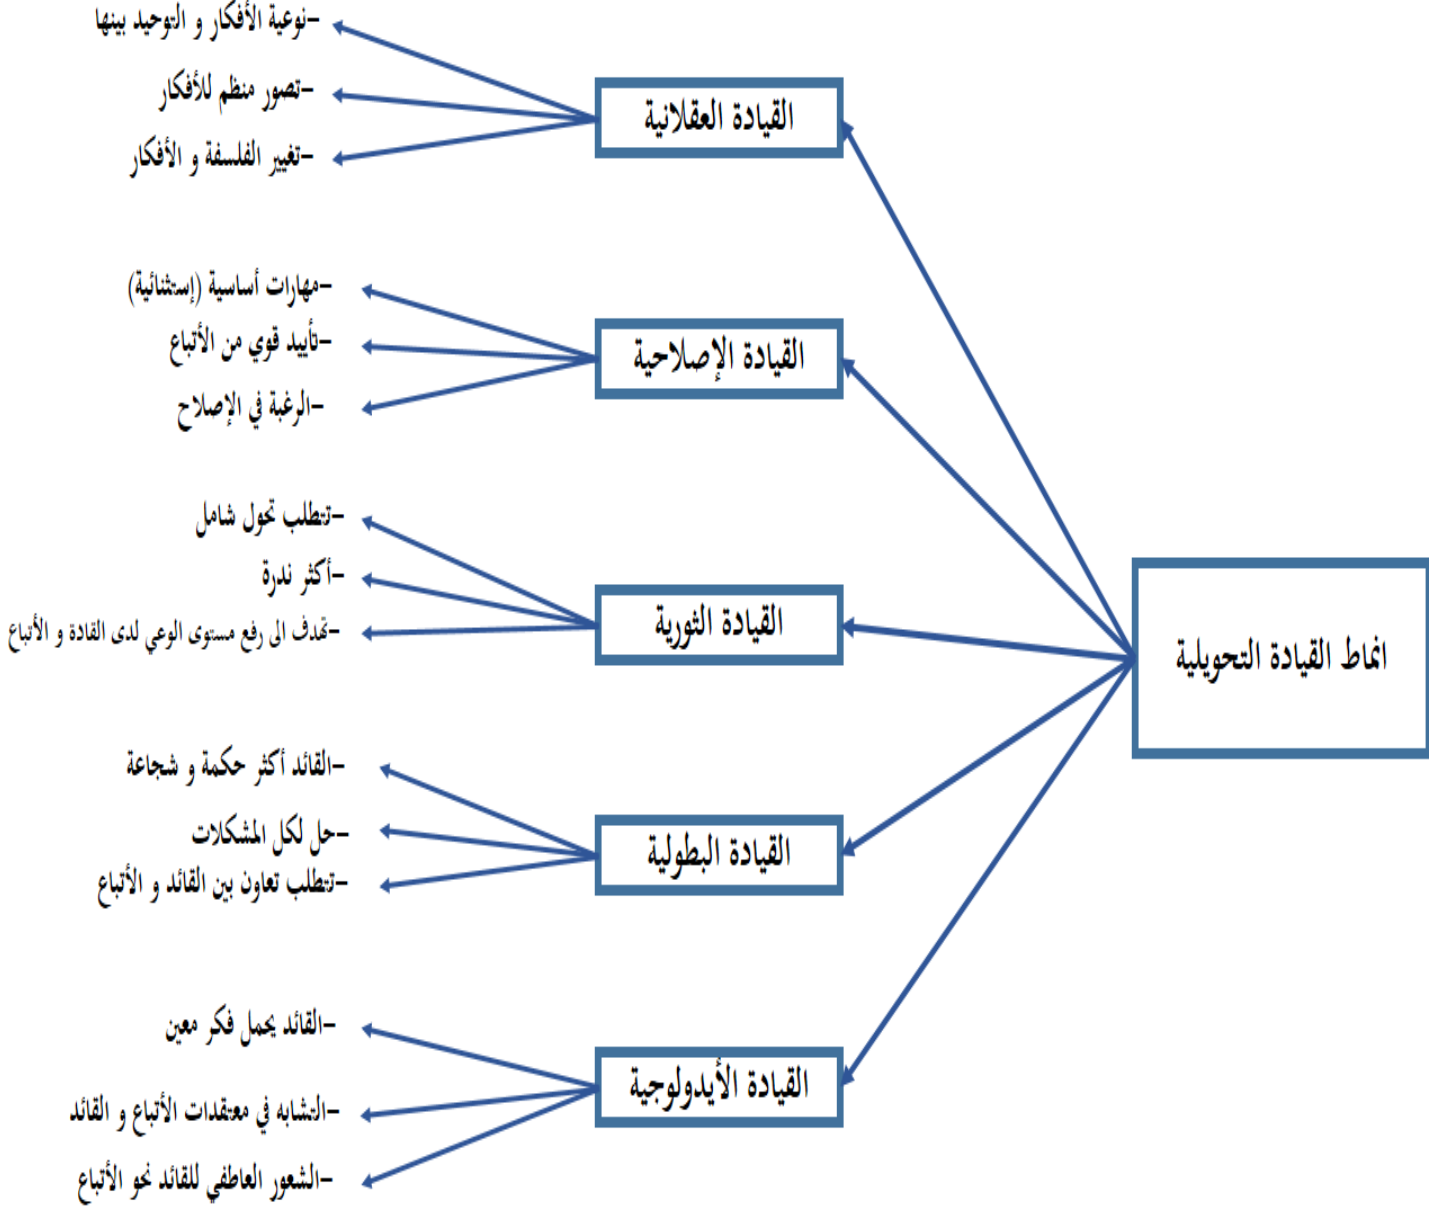 انماط القيادة التحويلية
القيادة العقلانية
-نوعية الأفكار و التوحيد بينها
-تصور منظم للأفكار
-تغيير الفلسفة و الأفكار
القيادة الإصلاحية
-مهارات أساسية (إستثنائية)
-تأييد قوي من الأتباع
-الرغبة في الإصلاح
القيادة الثورية
-تتطلب تحول شامل
-أكثر ندرة
-تهدف الى رفع مستوى الوعي لدى القادة و الأتباع
القيادة البطولية
-القائد أكثر حكمة و شجاعة
-حل لكل المشكلات
-تتطلب تعاون بين القائد و الأتباع
القيادة الأيدولوجية
-القائد يحمل فكر معين
-التشابه في معتقدات الأتباع و القائد
-الشعور العاطفي للقائد نحو الأتباع